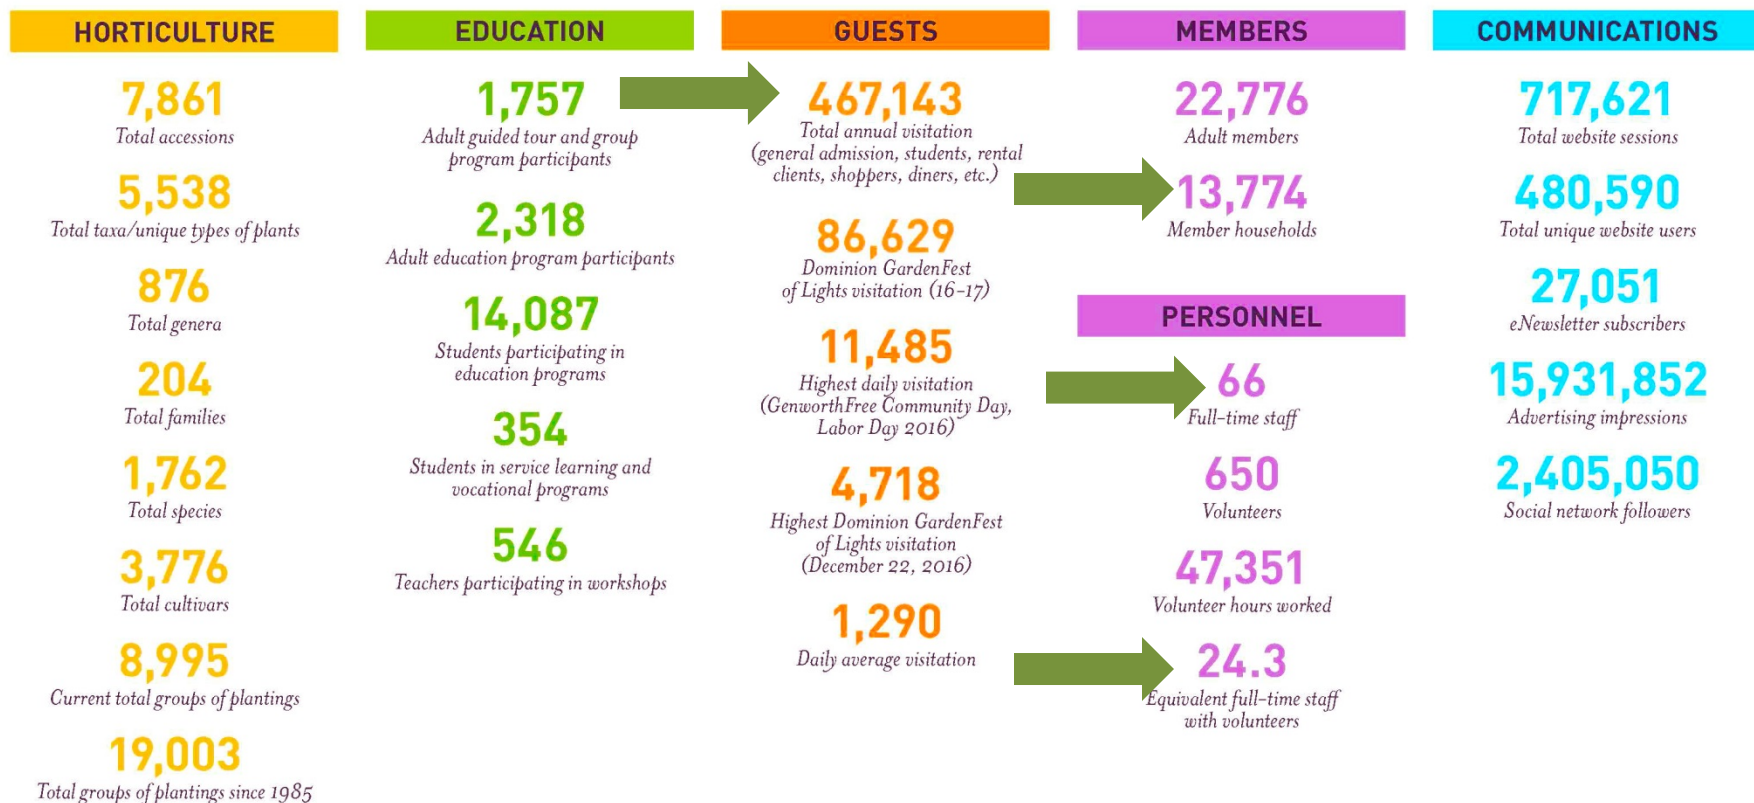 HORTICULTURE
7,861
Total accessions
5,538
Total taxa/unique types of plants
876
Total genera
204
Total families
1,762
Total species
3,776
Total cultivars
8,995
Current total groups of plantings
19,003
Total groups of plantings since 1985
EDUCATION
1,757
Adult guided tour and group
program participants
2,318
Adult education program participants
14,087
Students participating in
education programs
354
Students in service learning and
vocational programs
546
Teachers participating in workshops
GUESTS
467,143
Total annual visitation
(general admission, students, rental
clients, shoppers, diners, etc.)
86,629
Dominion GardenFest
of Lights visitation (16-17)
11,485
Highest daily visitation
(GenworthFree Community Day,
Labor Day 2016)
4,718
Highest Dominion GardenFest
of Lights visitation
(December 22, 2016)
1,290
Daily average visitation
MEMBERS
22,776
Adult members
13,774
Member households
PERSONNEL
66
Full-time staff
650
Volunteers
47,351
Volunteer hours worked
24.3
Equivalent full-time staff
with volunteers
COMMUNICATIONS
717,621
Total website sessions
480,590
Total unique website users
27,051
eNewsletter subscribers
15,931,852
Advertising impressions
2,405,050
Social network followers